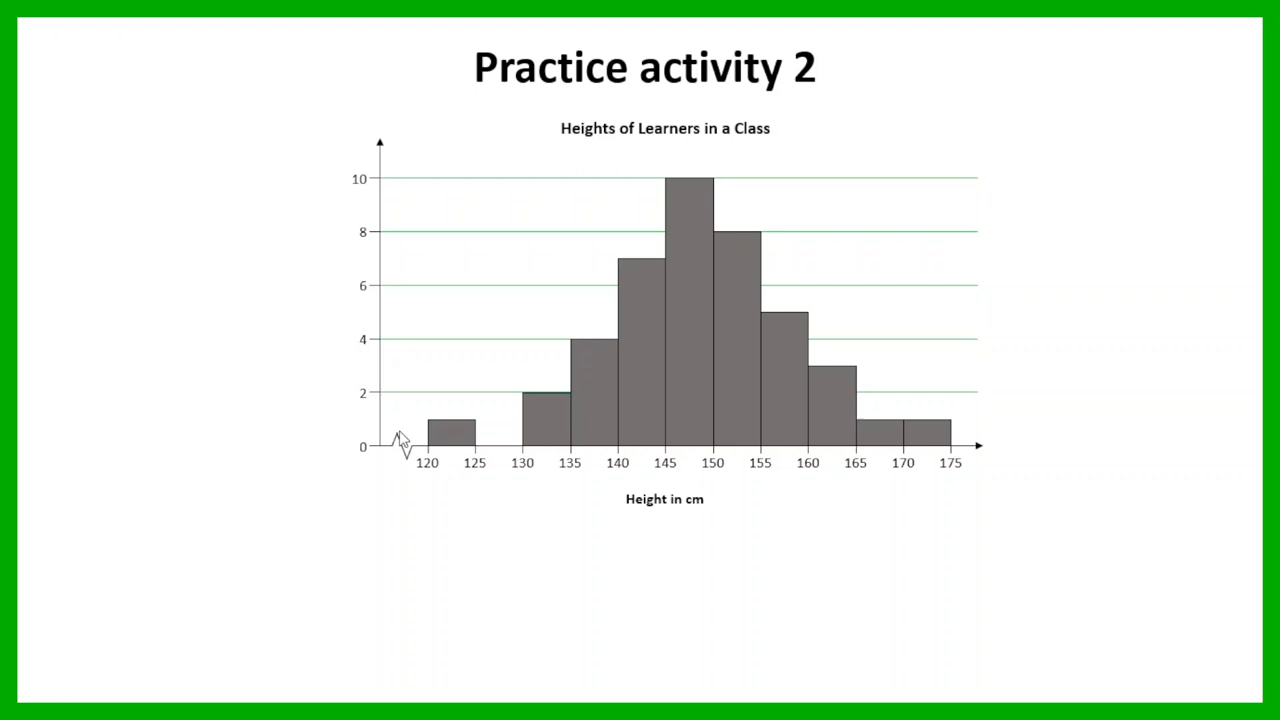 Practice activity 2
Heights of Learners in a Class
10
8
6
4
2
0
120 125 130 135 140 145 150 155 160 165 170 175
Height in cm